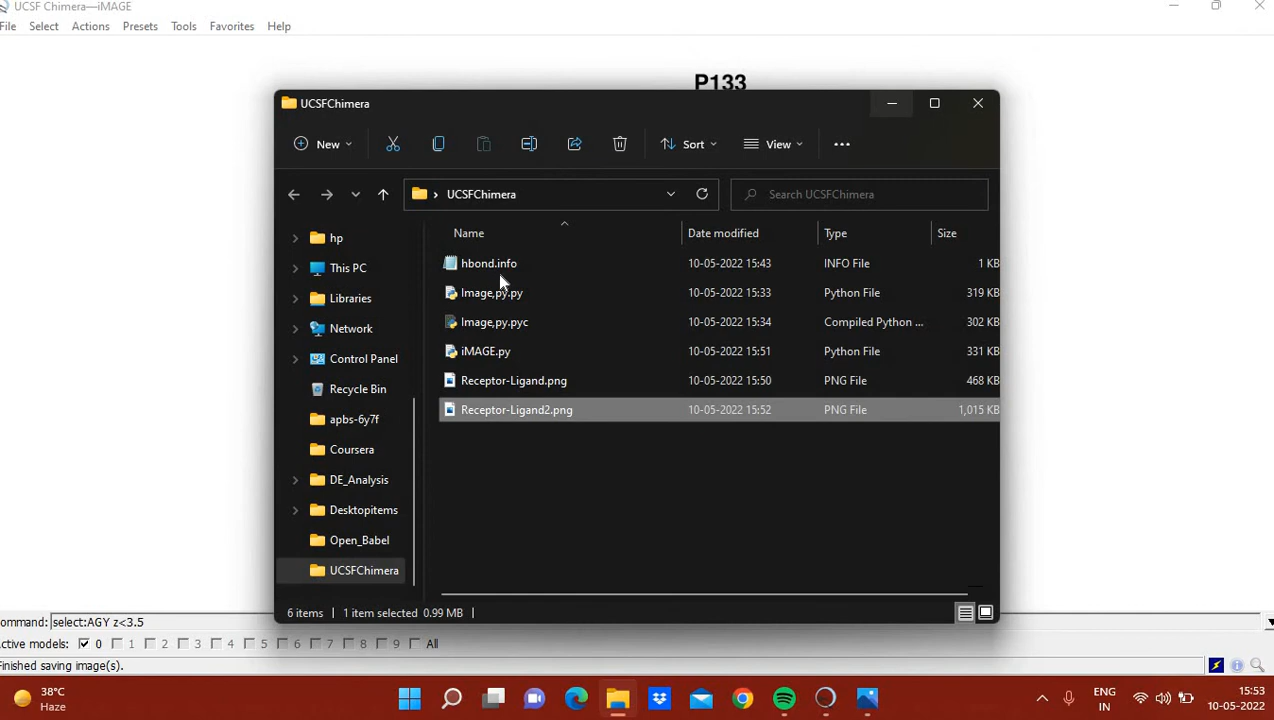 UCSF Chimera—iMAGE
File Select Actions Presets Tools Favorites Help
P133
UCSFChimera
New Sort View
UCSFChimera Search UCSFChimera
Name Date modified Type Size
hp
This PC
Libraries
Network
Control Panel
Recycle Bin
apbs-6y7f
Coursera
DE_Analysis
Desktopitems
Open_Babel
UCSFChimera
hbond.info 10-05-2022 15:43 INFO File 1 KB
Image,py.py 10-05-2022 15:33 Python File 319 KB
Image,py.pyc 10-05-2022 15:34 Compiled Python ... 302 KB
iMAGE.py 10-05-2022 15:51 Python File 331 KB
Receptor-Ligand.png 10-05-2022 15:50 PNG File 468 KB
Receptor-Ligand2.png 10-05-2022 15:52 PNG File 1,015 KB
6 items 1 item selected 0.99 MB
ommand: select:AGY z<3.5
ctive models: 0 1 2 3 4 5 6 7 8 9 All
Finished saving image(s).
38°C
Haze
ENG
IN
15:53
10-05-2022